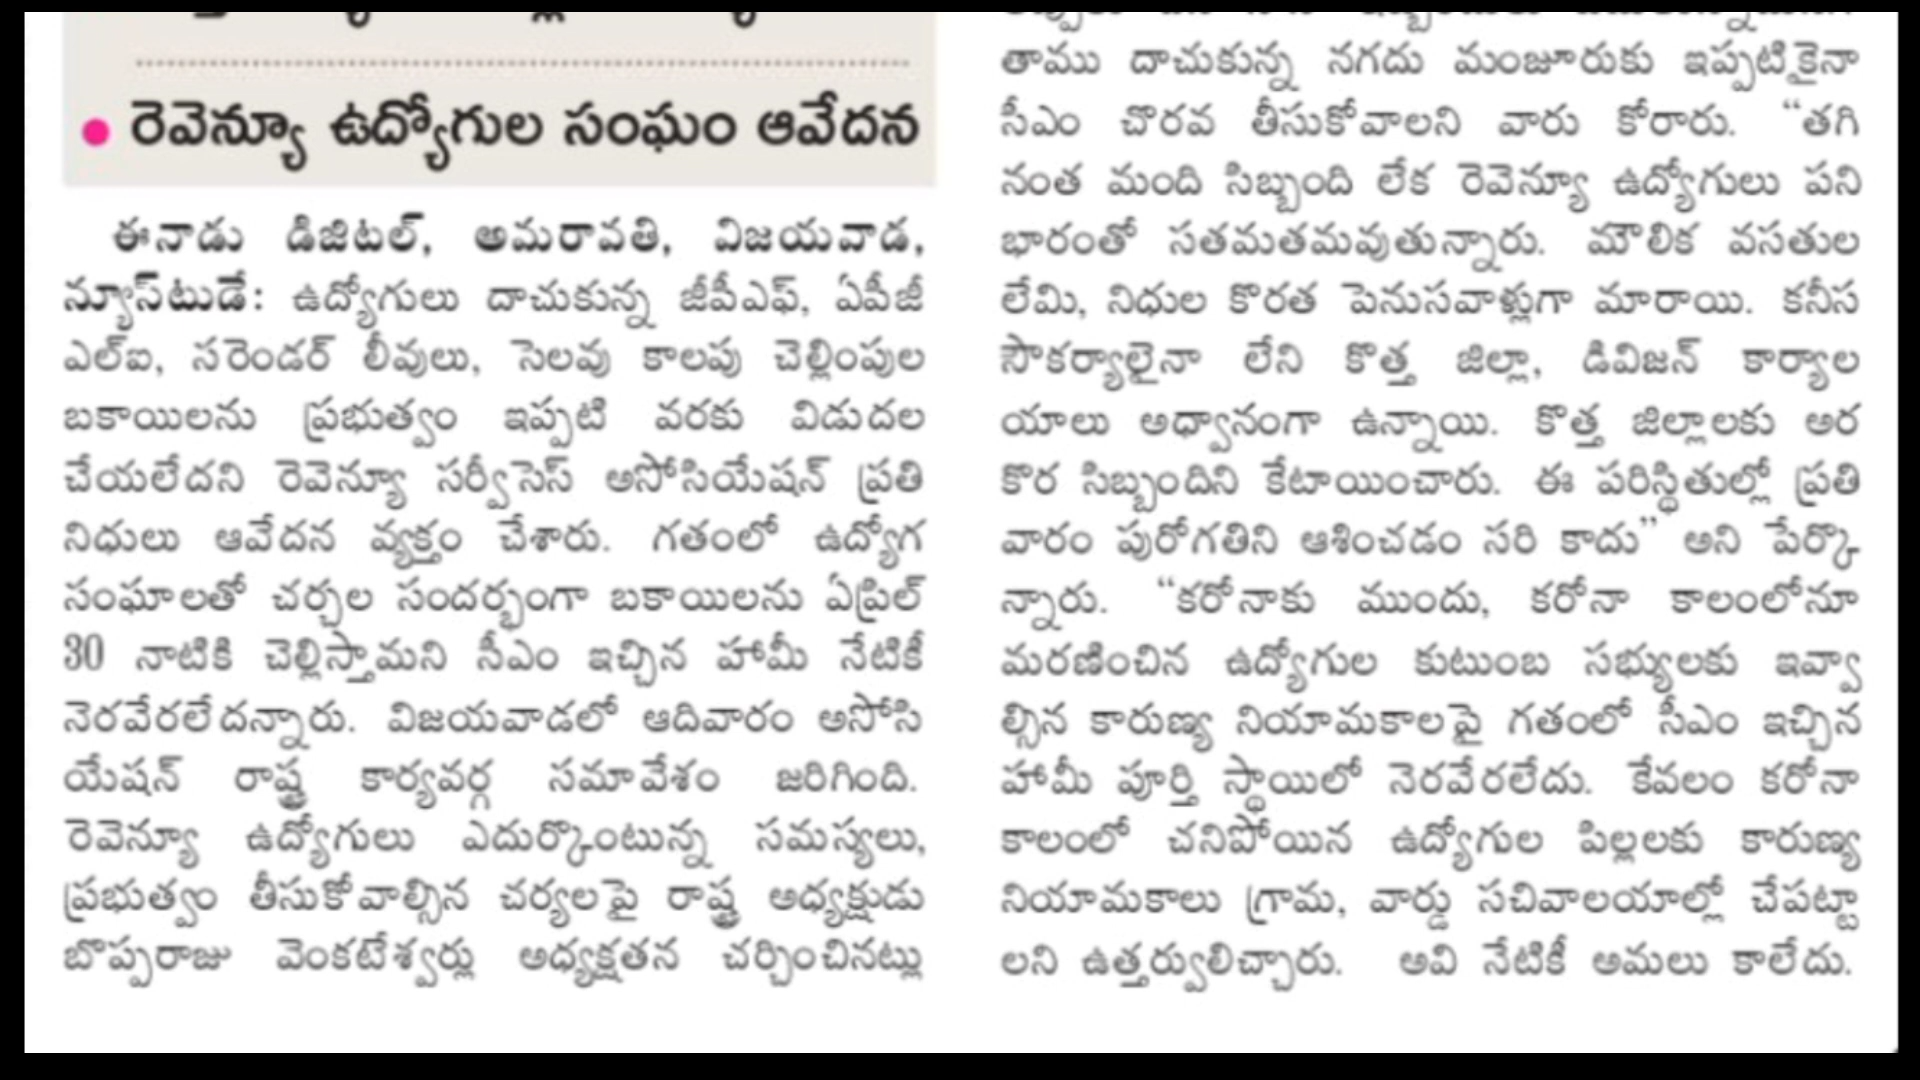 రెవెన్యూ ఉద్యోగుల సంఘం ఆవేదన
ఈనాడు డిజిటల్, అమరావతి, విజయవాడ,
న్యూస్‌టుడే: ఉద్యోగులు దాచుకున్న జీపీఎఫ్, ఏపీజీ
ఎల్ఐ, సరెండర్ లీవులు, సెలవు కాలపు చెల్లింపుల
బకాయిలను ప్రభుత్వం ఇప్పటి వరకు విడుదల
చేయలేదని రెవెన్యూ సర్వీసెస్ అసోసియేషన్ ప్రతి
నిధులు ఆవేదన వ్యక్తం చేశారు. గతంలో ఉద్యోగ
సంఘాలతో చర్చల సందర్భంగా బకాయిలను ఏప్రిల్
30 నాటికి చెల్లిస్తామని సీఎం ఇచ్చిన హామీ నేటికీ
నెరవేరలేదన్నారు. విజయవాడలో ఆదివారం అసోసి
యేషన్ రాష్ట్ర కార్యవర్గ సమావేశం జరిగింది.
రెవెన్యూ ఉద్యోగులు ఎదుర్కొంటున్న సమస్యలు,
ప్రభుత్వం తీసుకోవాల్సిన చర్యలపై రాష్ట్ర అధ్యక్షుడు
బొప్పరాజు వెంకటేశ్వర్లు అధ్యక్షతన చర్చించినట్లు
తాము దాచుకున్న నగదు మంజూరుకు ఇప్పటికైనా
సీఎం చొరవ తీసుకోవాలని వారు కోరారు. “తగి
నంత మంది సిబ్బంది లేక రెవెన్యూ ఉద్యోగులు పని
భారంతో సతమతమవుతున్నారు. మౌలిక వసతుల
లేమి, నిధుల కొరత పెనుసవాళ్లుగా మారాయి. కనీస
సౌకర్యాలైనా లేని కొత్త జిల్లా, డివిజన్ కార్యాల
యాలు అధ్వానంగా ఉన్నాయి. కొత్త జిల్లాలకు అర
కొర సిబ్బందిని కేటాయించారు. ఈ పరిస్థితుల్లో ప్రతి
వారం పురోగతిని ఆశించడం సరి కాదు” అని పేర్కొ
న్నారు. “కరోనాకు ముందు, కరోనా కాలంలోనూ
మరణించిన ఉద్యోగుల కుటుంబ సభ్యులకు ఇవ్వా
ల్సిన కారుణ్య నియామకాలపై గతంలో సీఎం ఇచ్చిన
హామీ పూర్తి స్థాయిలో నెరవేరలేదు. కేవలం కరోనా
కాలంలో చనిపోయిన ఉద్యోగుల పిల్లలకు కారుణ్య
నియామకాలు గ్రామ, వార్డు సచివాలయాల్లో చేపట్టా
లని ఉత్తర్వులిచ్చారు. అవి నేటికీ అమలు కాలేదు.